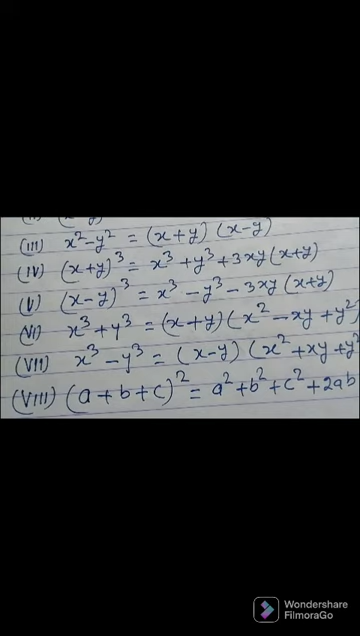 (III) x² - y² = (x+y) (x-y)
(IV) (x+y)³ = x³ + y³ + 3xy (x+y)
(V) (x-y)³ = x³ - y³ - 3xy (x+y)
(VI) x³ + y³ = (x+y) (x² - xy + y²)
(VII) x³ - y³ = (x-y) (x² + xy + y²
(VIII) (a + b + c)² = a² + b² + c² + 2ab
Wondershare
FilmoraGo